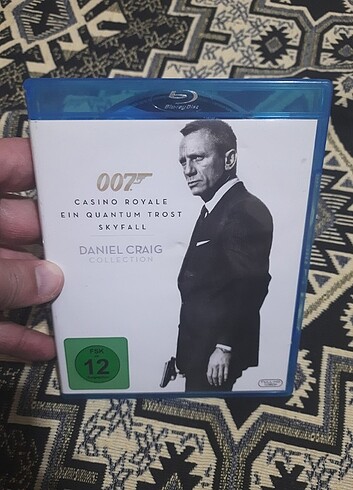 Blu-ray Disc
007
CASINO ROYALE
EIN QUANTUM TROST
SKYFALL
DANIEL CRAIG
COLLECTION
FSK
12